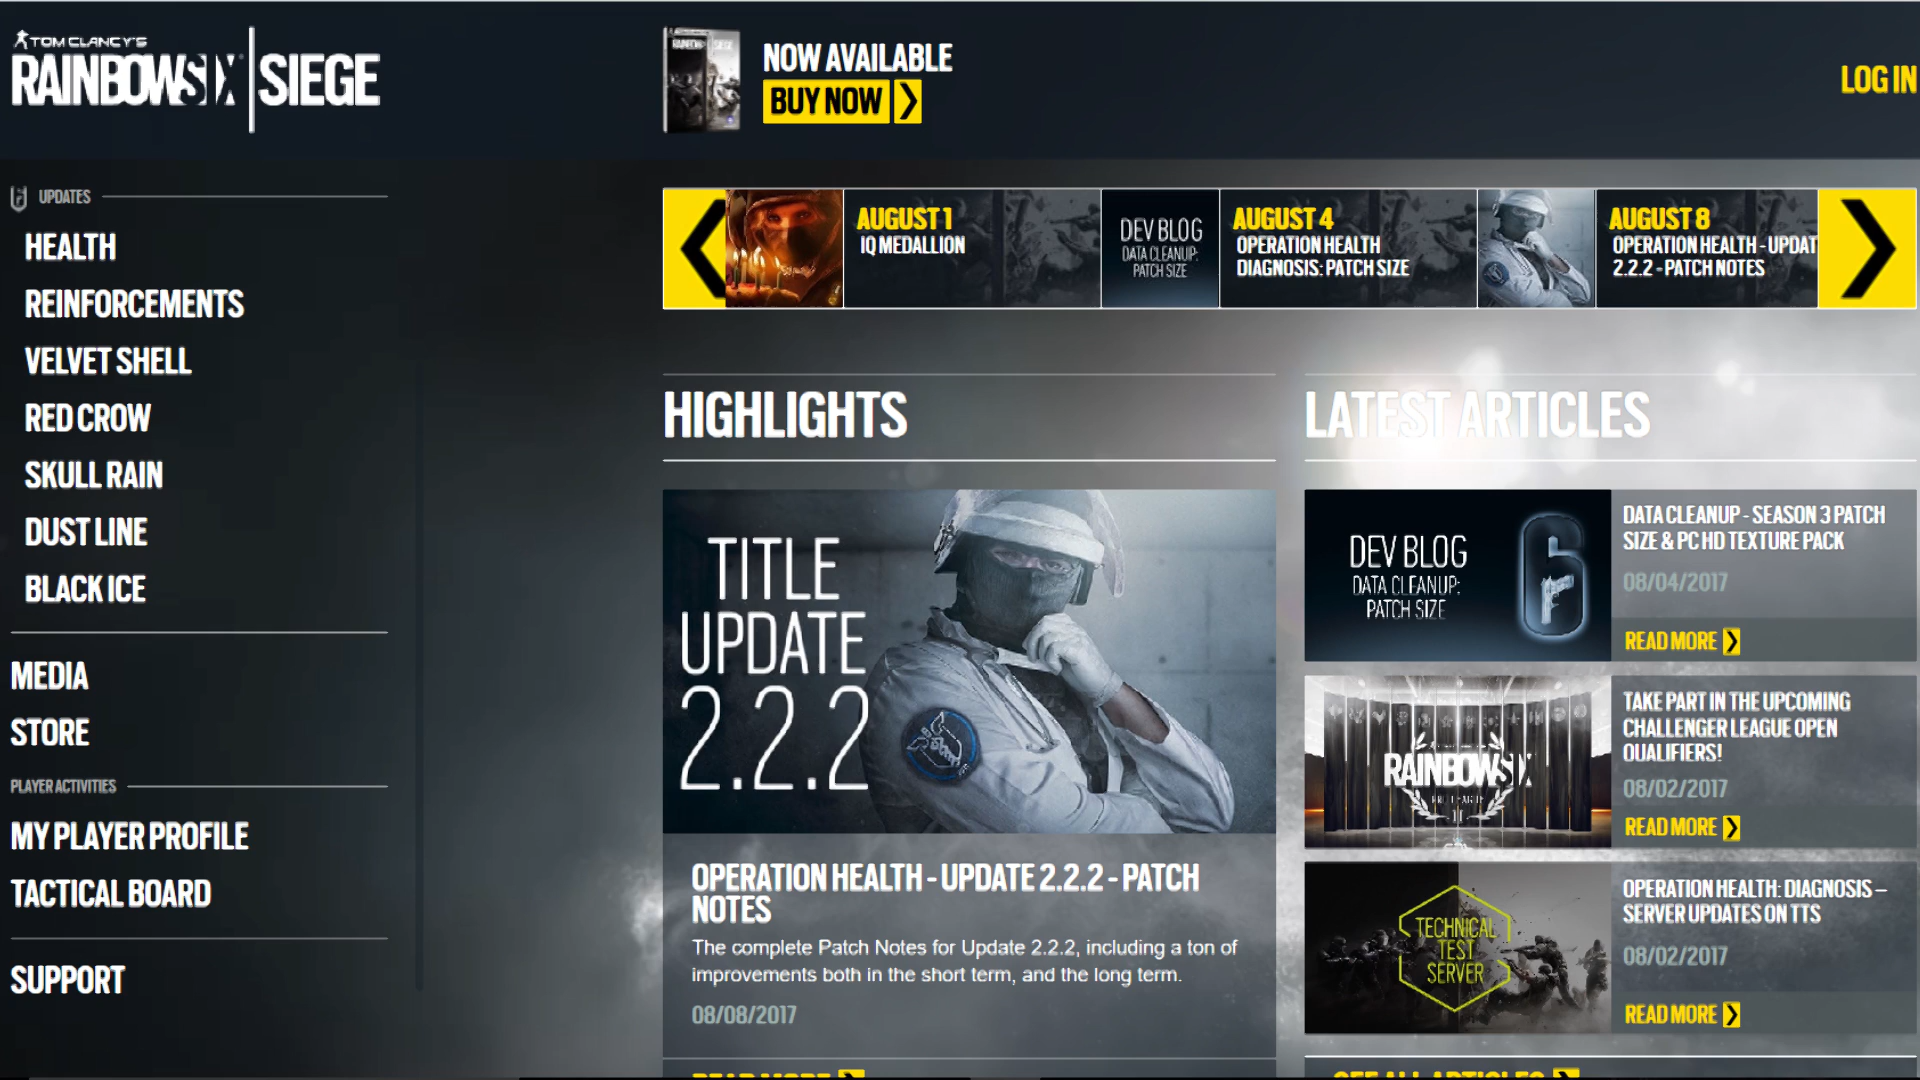 TOM CLANCY'S
RAINBOWSIX | SIEGE
NOW AVAILABLE
BUY NOW
LOG IN
UPDATES
HEALTH
REINFORCEMENTS
VELVET SHELL
RED CROW
SKULL RAIN
DUST LINE
BLACK ICE
MEDIA
STORE
PLAYER ACTIVITIES
MY PLAYER PROFILE
TACTICAL BOARD
SUPPORT
AUGUST 1
IQ MEDALLION
DEV BLOG
DATA CLEANUP:
PATCH SIZE
AUGUST 4
OPERATION HEALTH
DIAGNOSIS: PATCH SIZE
AUGUST 8
OPERATION HEALTH - UPDAT
2.2.2 - PATCH NOTES
HIGHLIGHTS
TITLE
UPDATE
2.2.2
OPERATION HEALTH - UPDATE 2.2.2 - PATCH
NOTES
The complete Patch Notes for Update 2.2.2, including a ton of
improvements both in the short term, and the long term.
08/08/2017
READ MORE
LATEST ARTICLES
DEV BLOG
DATA CLEANUP:
PATCH SIZE
DATA CLEANUP - SEASON 3 PATCH
SIZE & PC HD TEXTURE PACK
08/04/2017
READ MORE
RAINBOWSIX
TAKE PART IN THE UPCOMING
CHALLENGER LEAGUE OPEN
QUALIFIERS!
08/02/2017
READ MORE
TECHNICAL
TEST
SERVER
OPERATION HEALTH: DIAGNOSIS –
SERVER UPDATES ON TTS
08/02/2017
READ MORE
SEE ALL ARTICLES